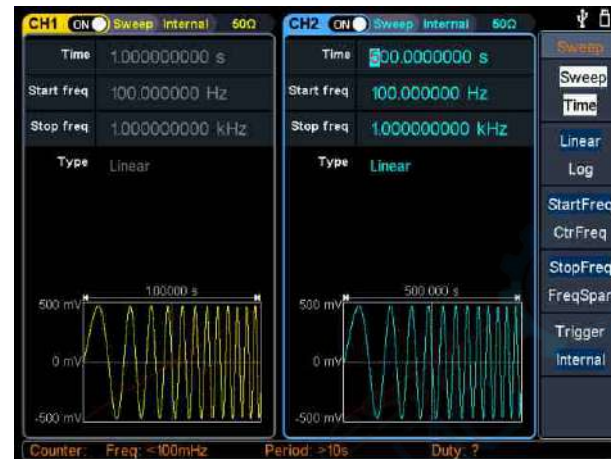 CH1 ON Sweep Internal 50Ω
Time 1.000000000 s
Start freq 100.000000 Hz
Stop freq 1.000000000 kHz
Type Linear
1.00000 s
500 mV
0 mV
-500 mV
CH2 ON Sweep Internal 50Ω
Time 500.0000000 s
Start freq 100.000000 Hz
Stop freq 1.000000000 kHz
Type Linear
500.000 s
500 mV
0 mV
-500 mV
Sweep
Sweep
Time
Linear
Log
StartFreq
CtrFreq
StopFreq
FreqSpan
Trigger
Internal
Counter: Freq: <100mHz Period: >10s Duty: ?